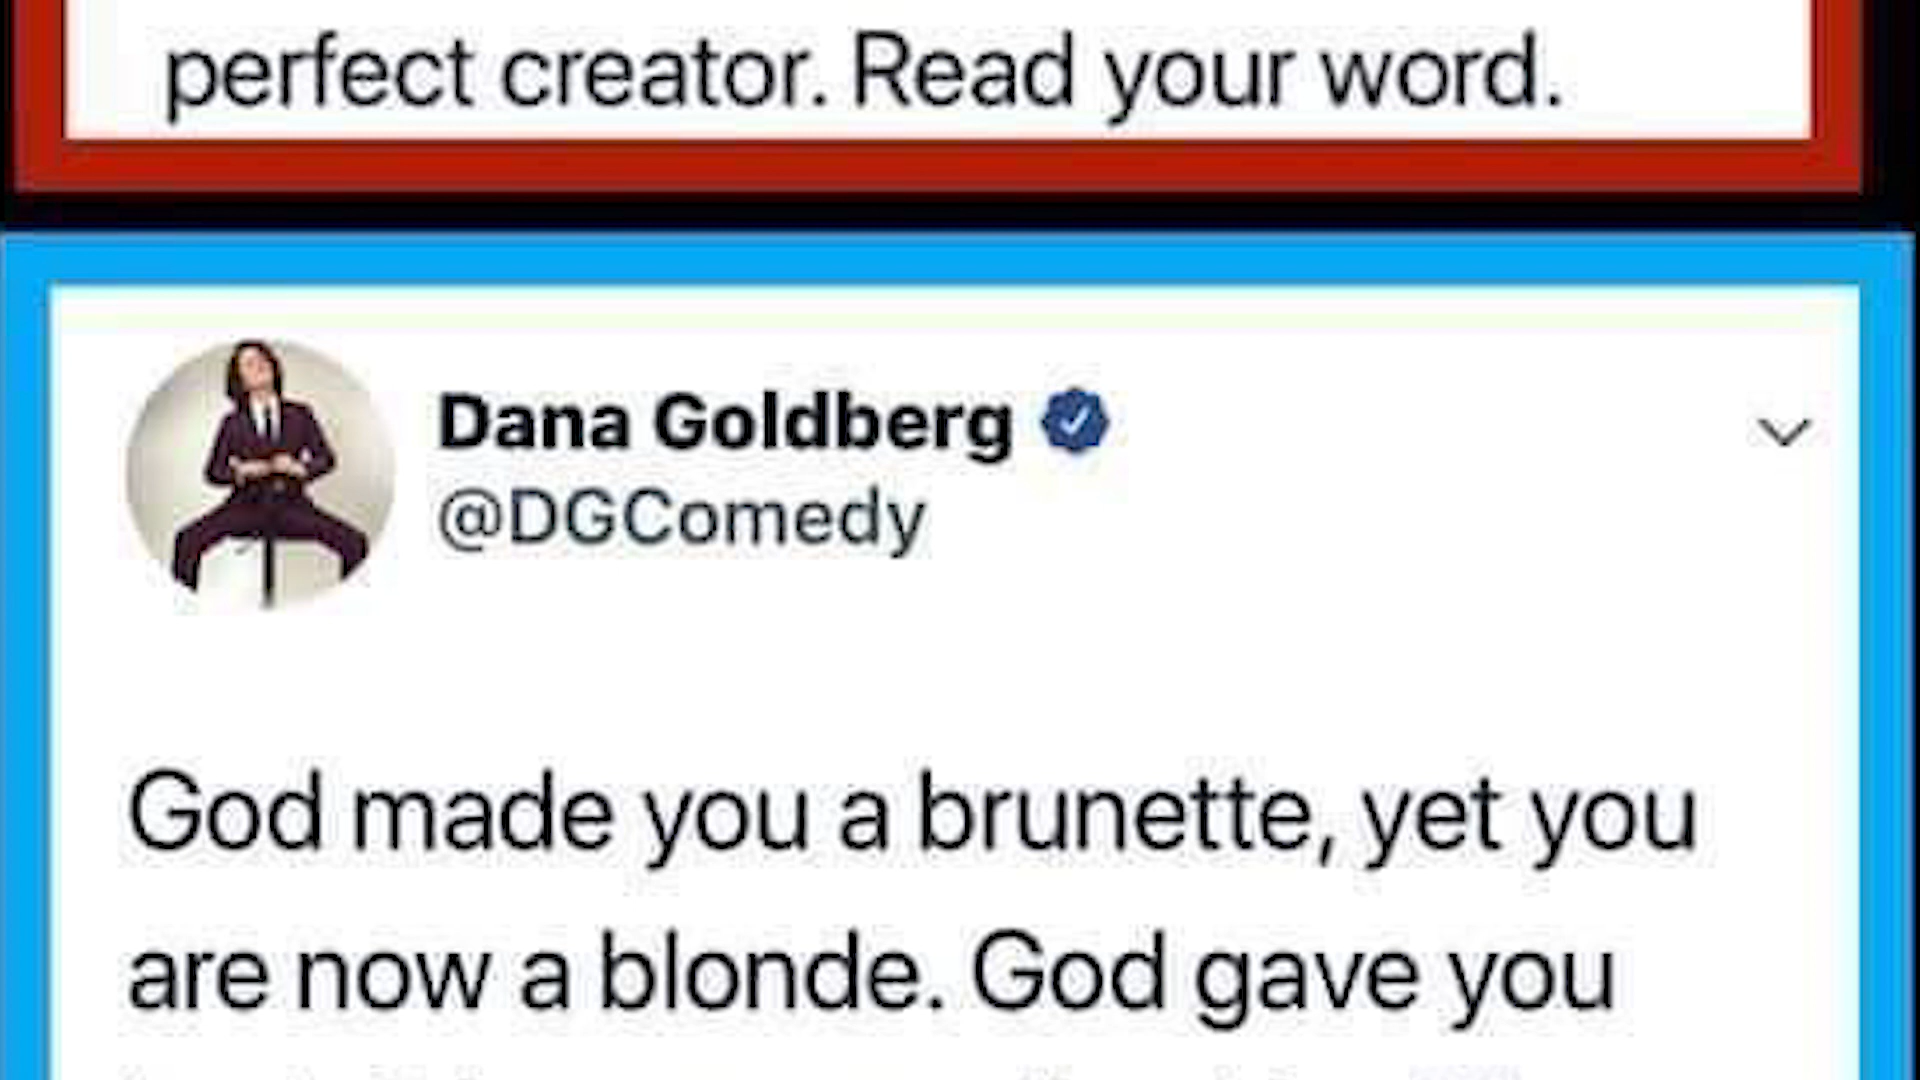 perfect creator. Read your word.
Dana Goldberg
@DGComedy
God made you a brunette, yet you
are now a blonde. God gave you